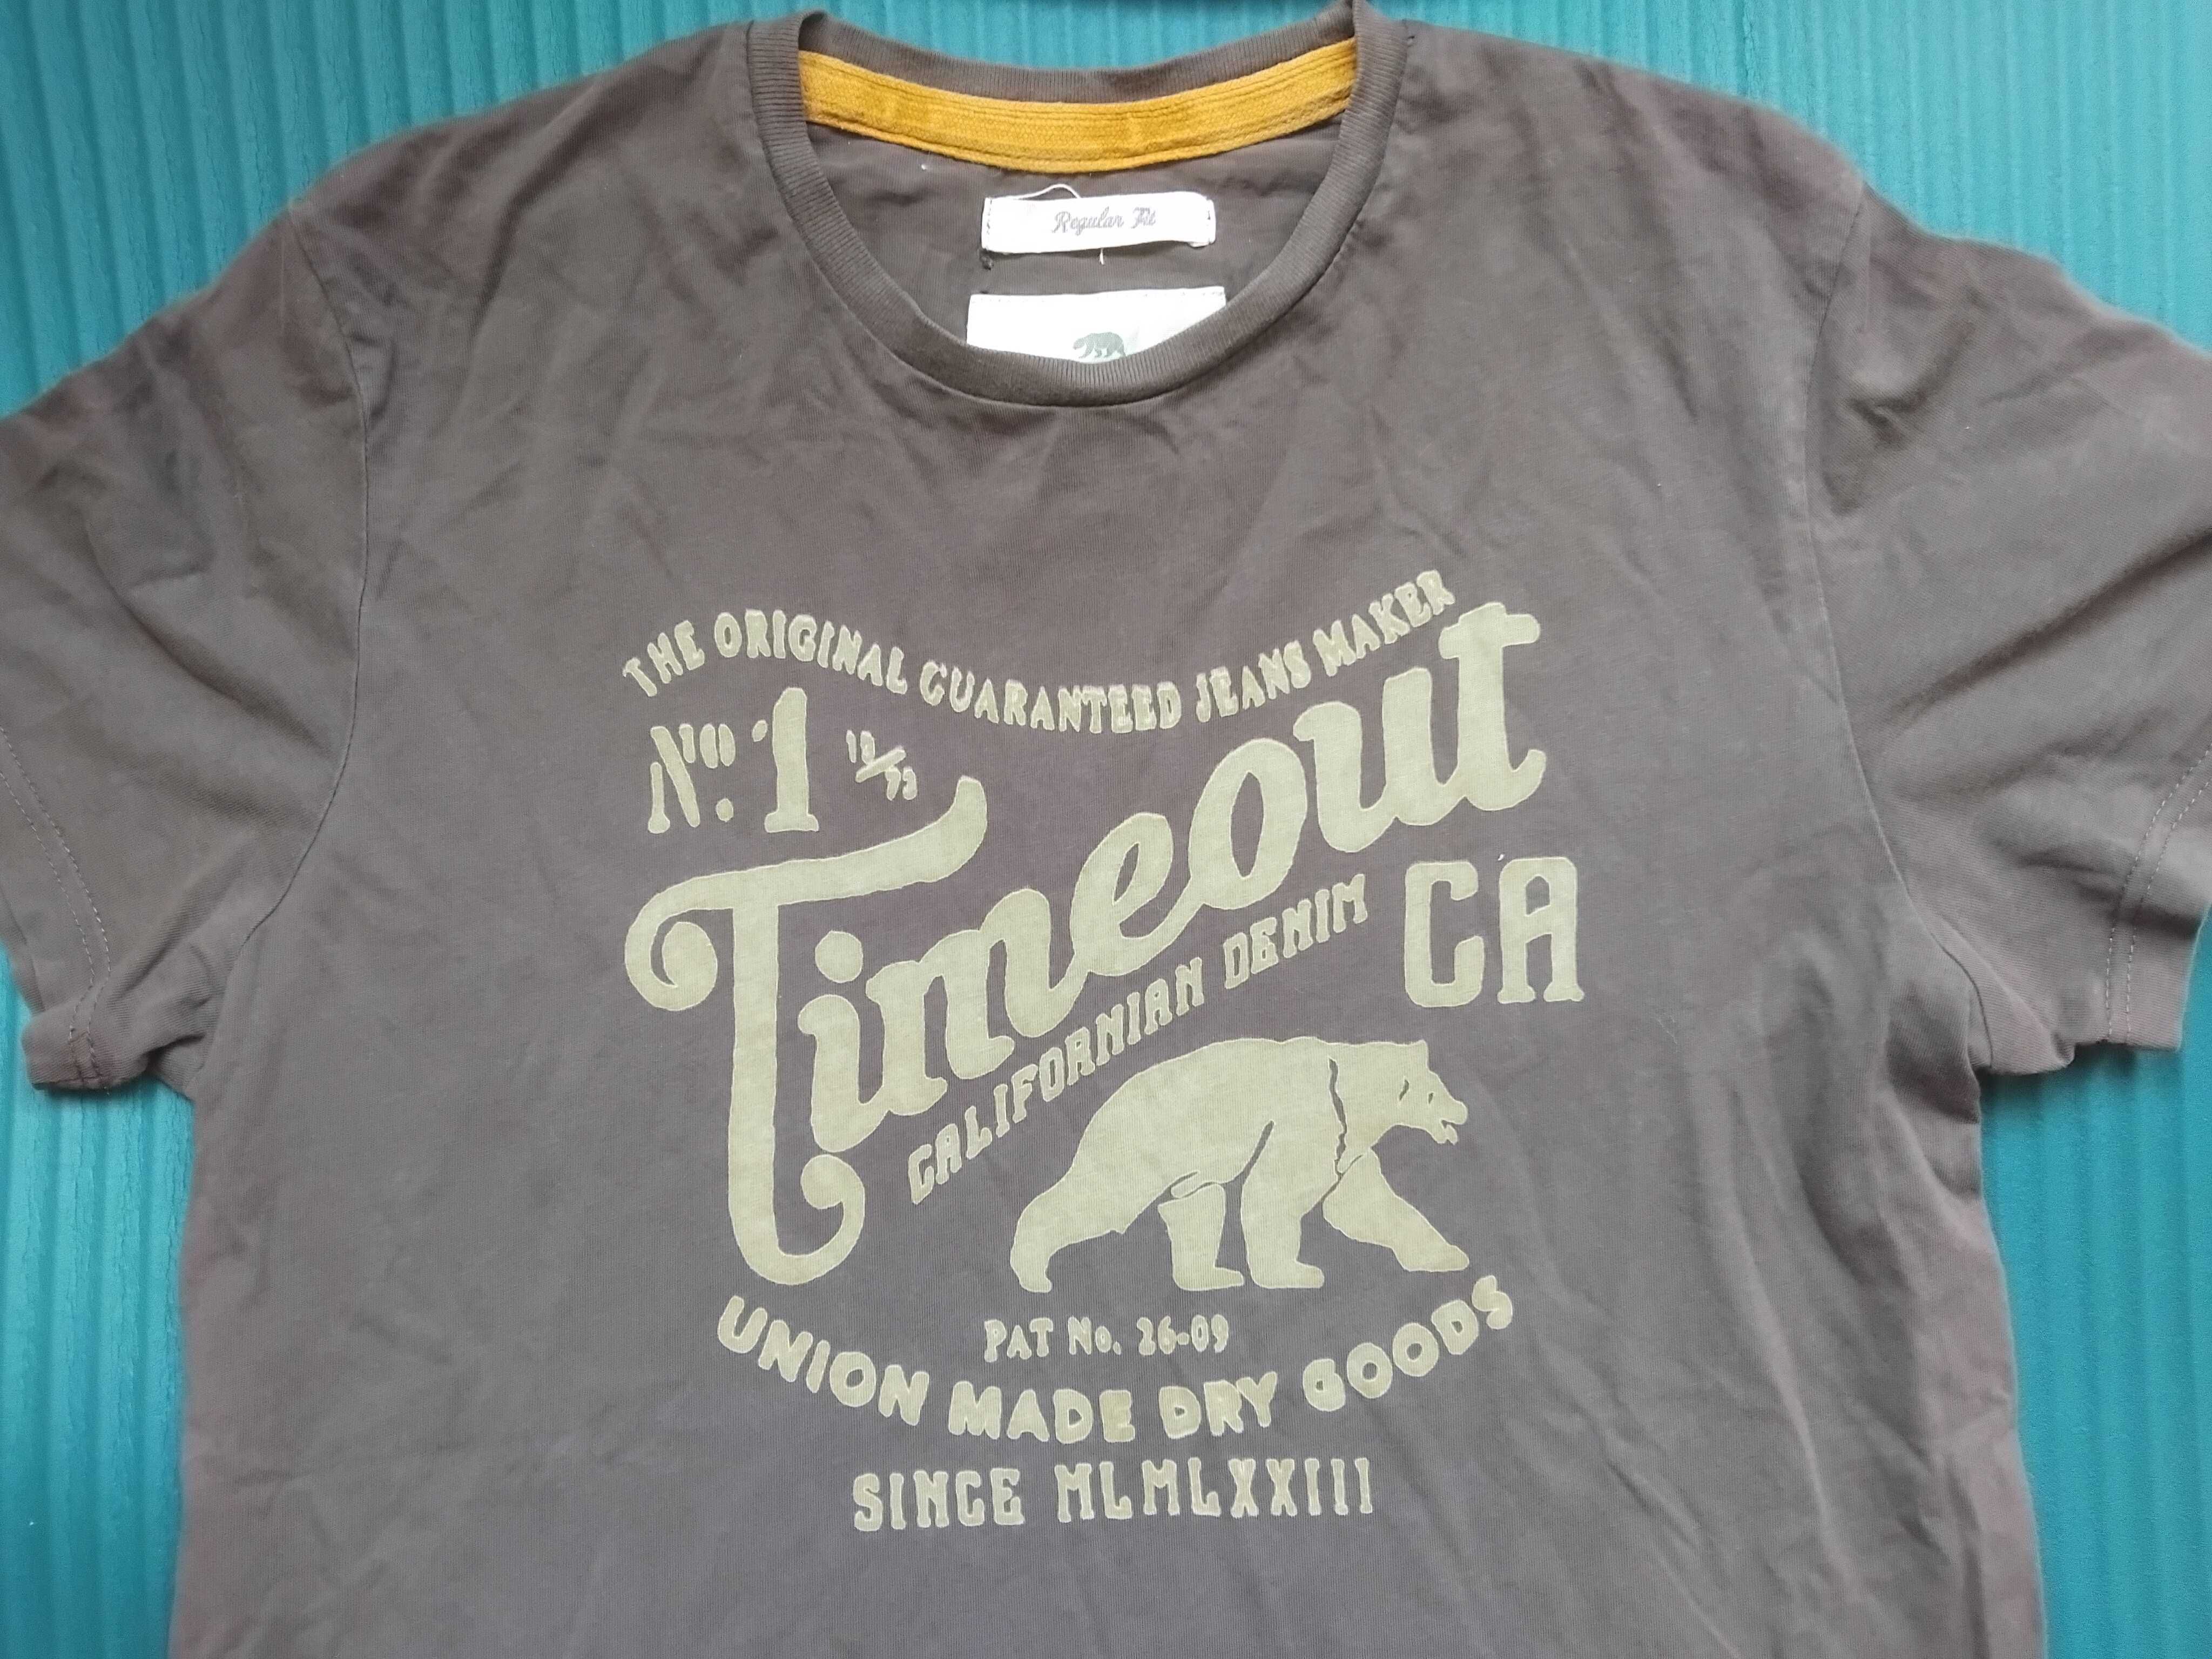 Regular Fit
THE ORIGINAL GUARANTEED JEANS MAKER
No. 1
Timeout
CALIFORNIAN DENIM
CA
PAT No. 26-09
UNION MADE DRY GOODS
SINCE MLMLXXIII